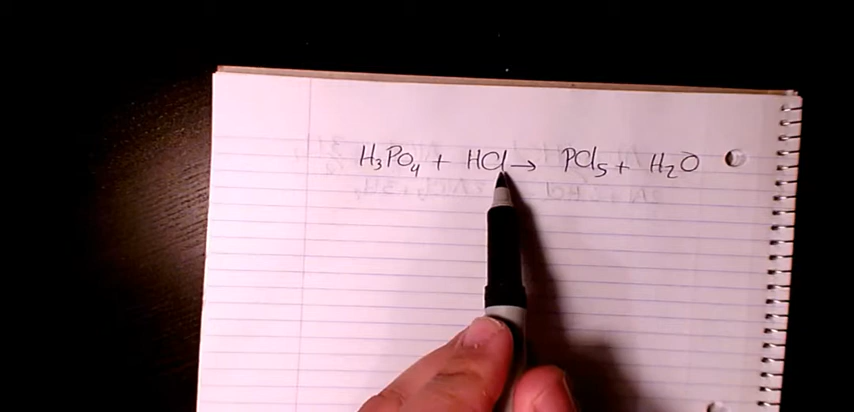 H₃PO₄ + HCl → PCl₅ + H₂O